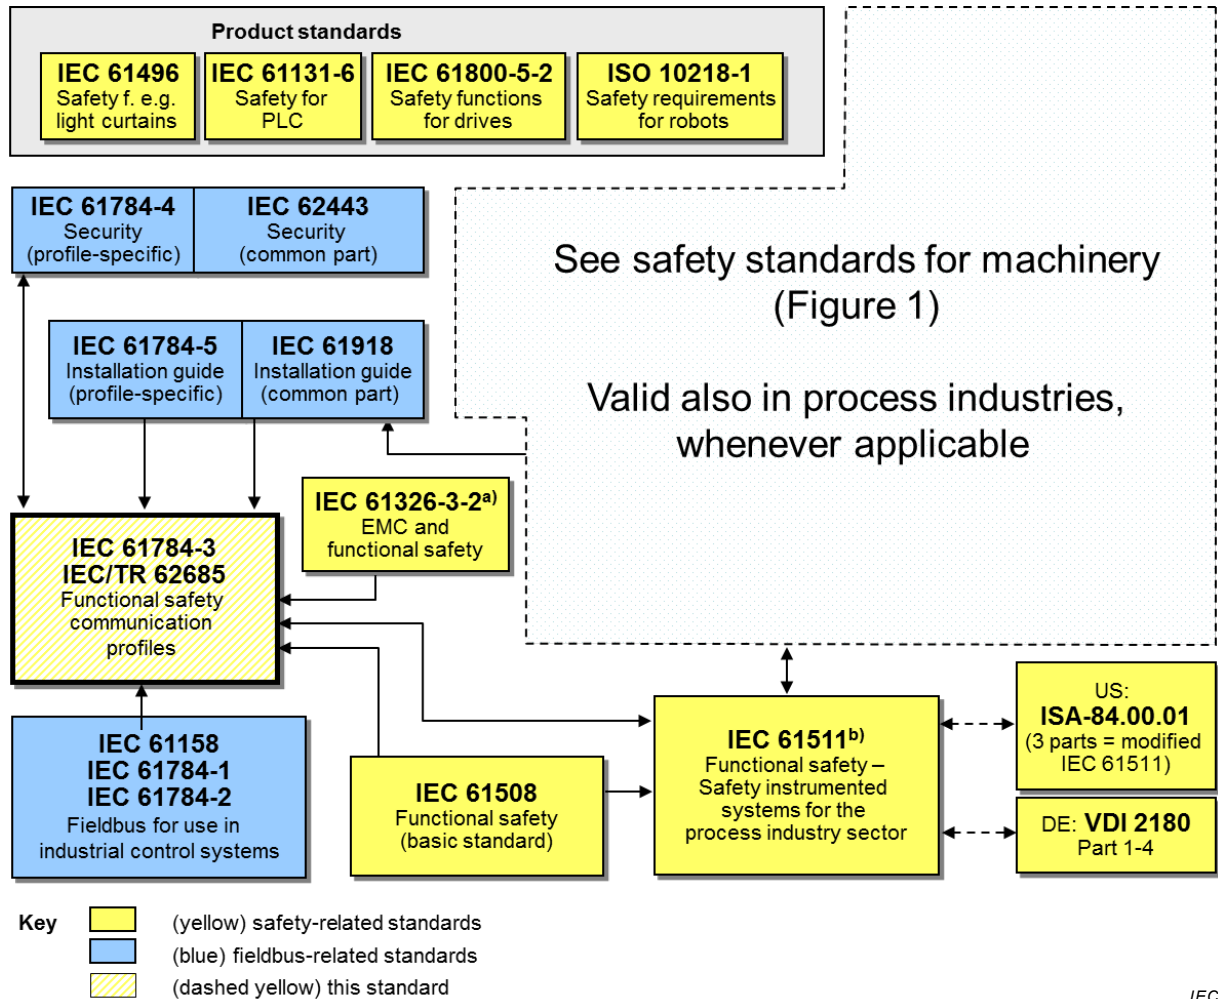 Product standards
IEC 61496
Safety f. e.g.
light curtains
IEC 61131-6
Safety for
PLC
IEC 61800-5-2
Safety functions
for drives
ISO 10218-1
Safety requirements
for robots
IEC 61784-4
Security
(profile-specific)
IEC 62443
Security
(common part)
See safety standards for machinery
(Figure 1)
Valid also in process industries,
whenever applicable
IEC 61784-5
Installation guide
(profile-specific)
IEC 61918
Installation guide
(common part)
IEC 61326-3-2a)
EMC and
functional safety
IEC 61784-3
IEC/TR 62685
Functional safety
communication
profiles
IEC 61158
IEC 61784-1
IEC 61784-2
Fieldbus for use in
industrial control systems
IEC 61508
Functional safety
(basic standard)
IEC 61511b)
Functional safety –
Safety instrumented
systems for the
process industry sector
US:
ISA-84.00.01
(3 parts = modified
IEC 61511)
DE: VDI 2180
Part 1-4
Key
(yellow) safety-related standards
(blue) fieldbus-related standards
(dashed yellow) this standard
IEC